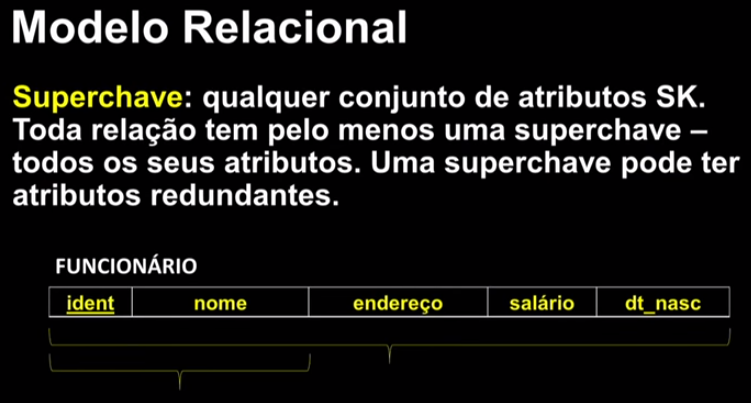 Modelo Relacional
Superchave: qualquer conjunto de atributos SK.
Toda relação tem pelo menos uma superchave –
todos os seus atributos. Uma superchave pode ter
atributos redundantes.
FUNCIONÁRIO
ident nome endereço salário dt_nasc